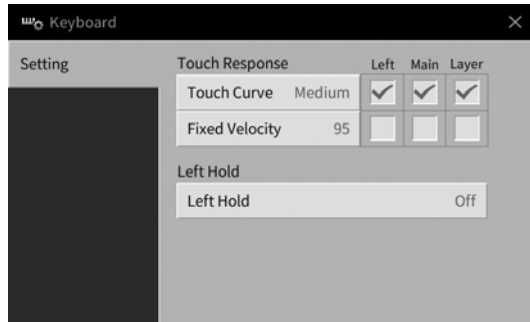 Keyboard
Setting
Touch Response Left Main Layer
Touch Curve Medium
Fixed Velocity 95
Left Hold
Left Hold Off